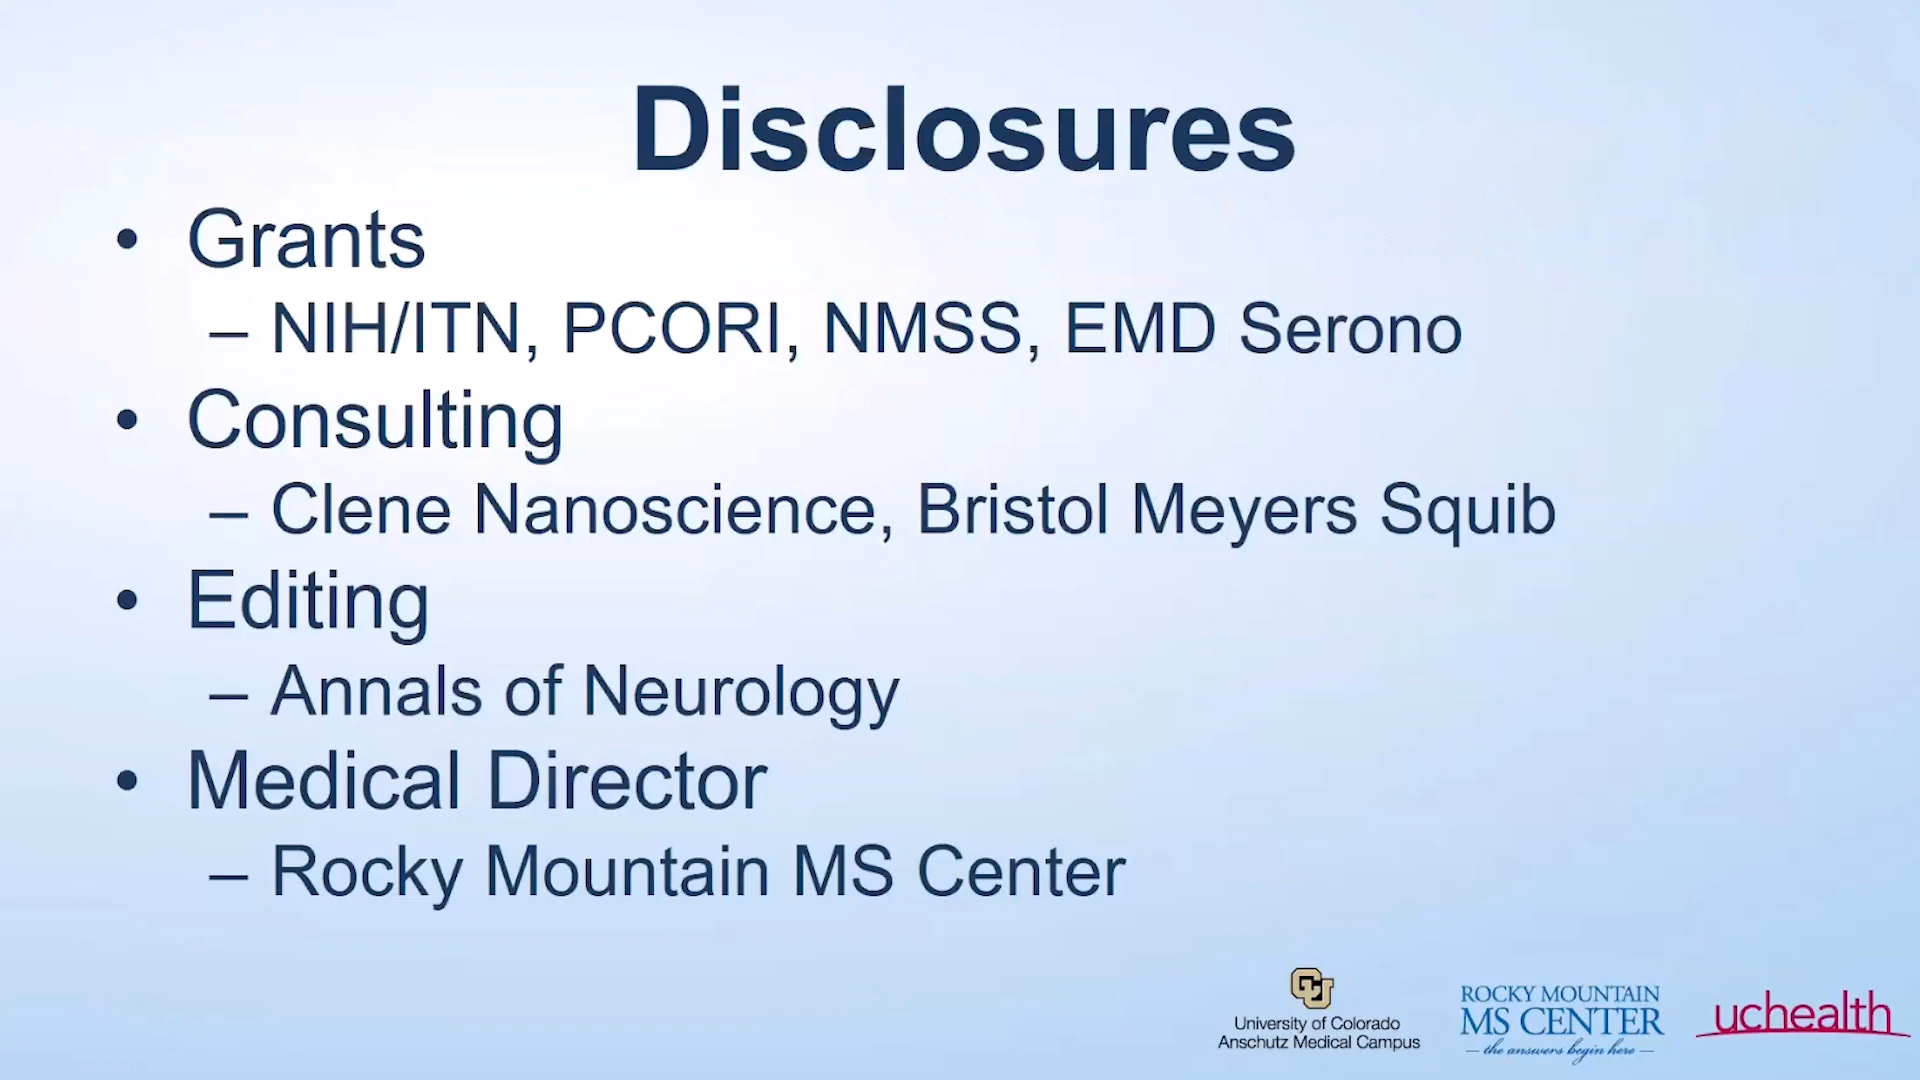 Disclosures
• Grants
– NIH/ITN, PCORI, NMSS, EMD Serono
• Consulting
– Clene Nanoscience, Bristol Meyers Squib
• Editing
– Annals of Neurology
• Medical Director
– Rocky Mountain MS Center
CU
University of Colorado
Anschutz Medical Campus
ROCKY MOUNTAIN
MS CENTER
— the answers begin here —
uchealth